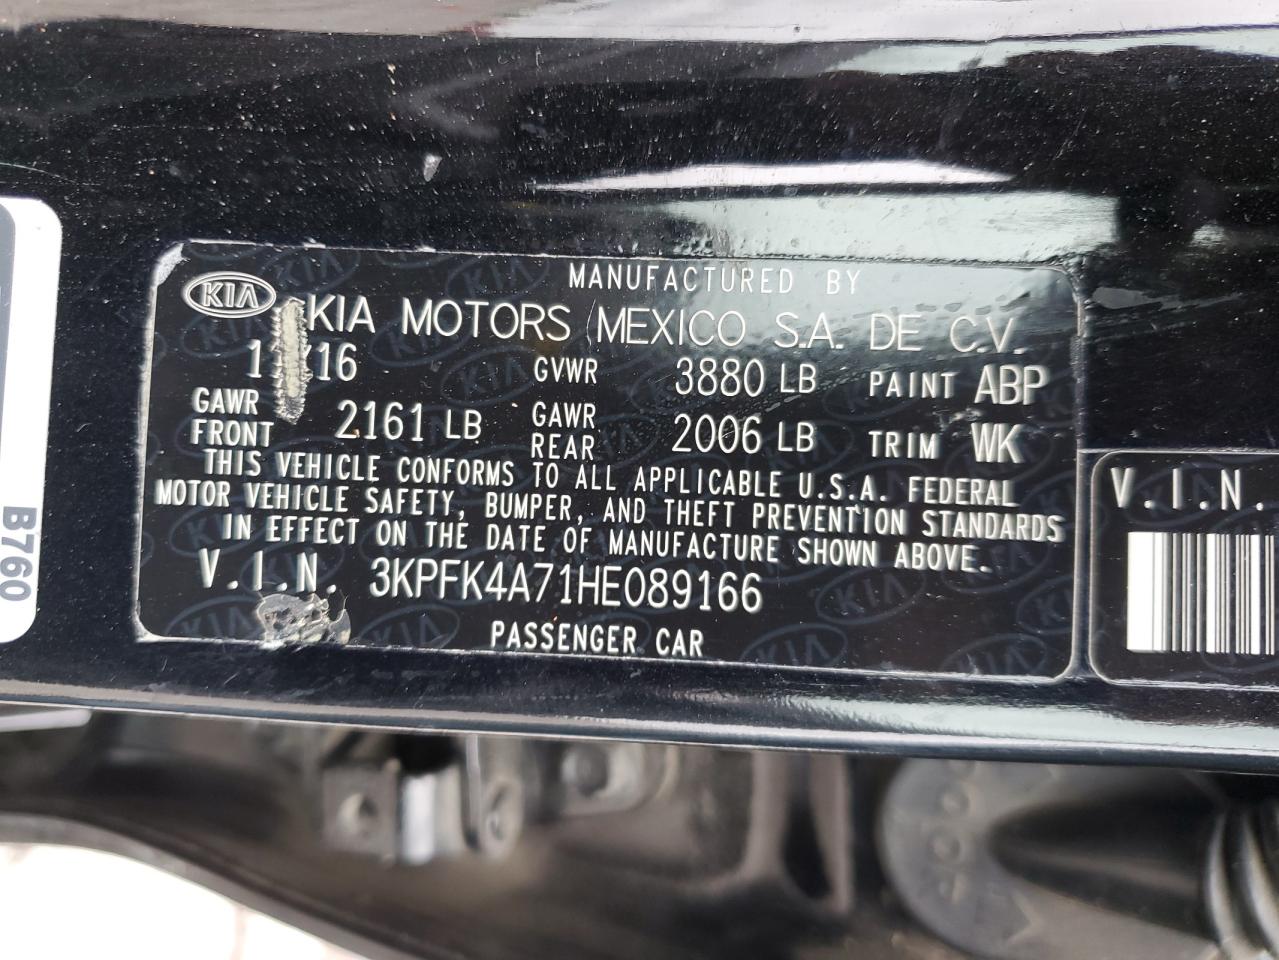 MANUFACTURED BY
KIA KIA MOTORS MEXICO S.A. DE C.V.
GVWR 3880 LB PAINT ABP
GAWR FRONT 2161 LB GAWR REAR 2006 LB TRIM WK
THIS VEHICLE CONFORMS TO ALL APPLICABLE U.S.A. FEDERAL
MOTOR VEHICLE SAFETY, BUMPER, AND THEFT PREVENTION STANDARDS
IN EFFECT ON THE DATE OF MANUFACTURE SHOWN ABOVE.
V.I.N. 3KPFK4A71HE089166
PASSENGER CAR
V.I.N.
B760